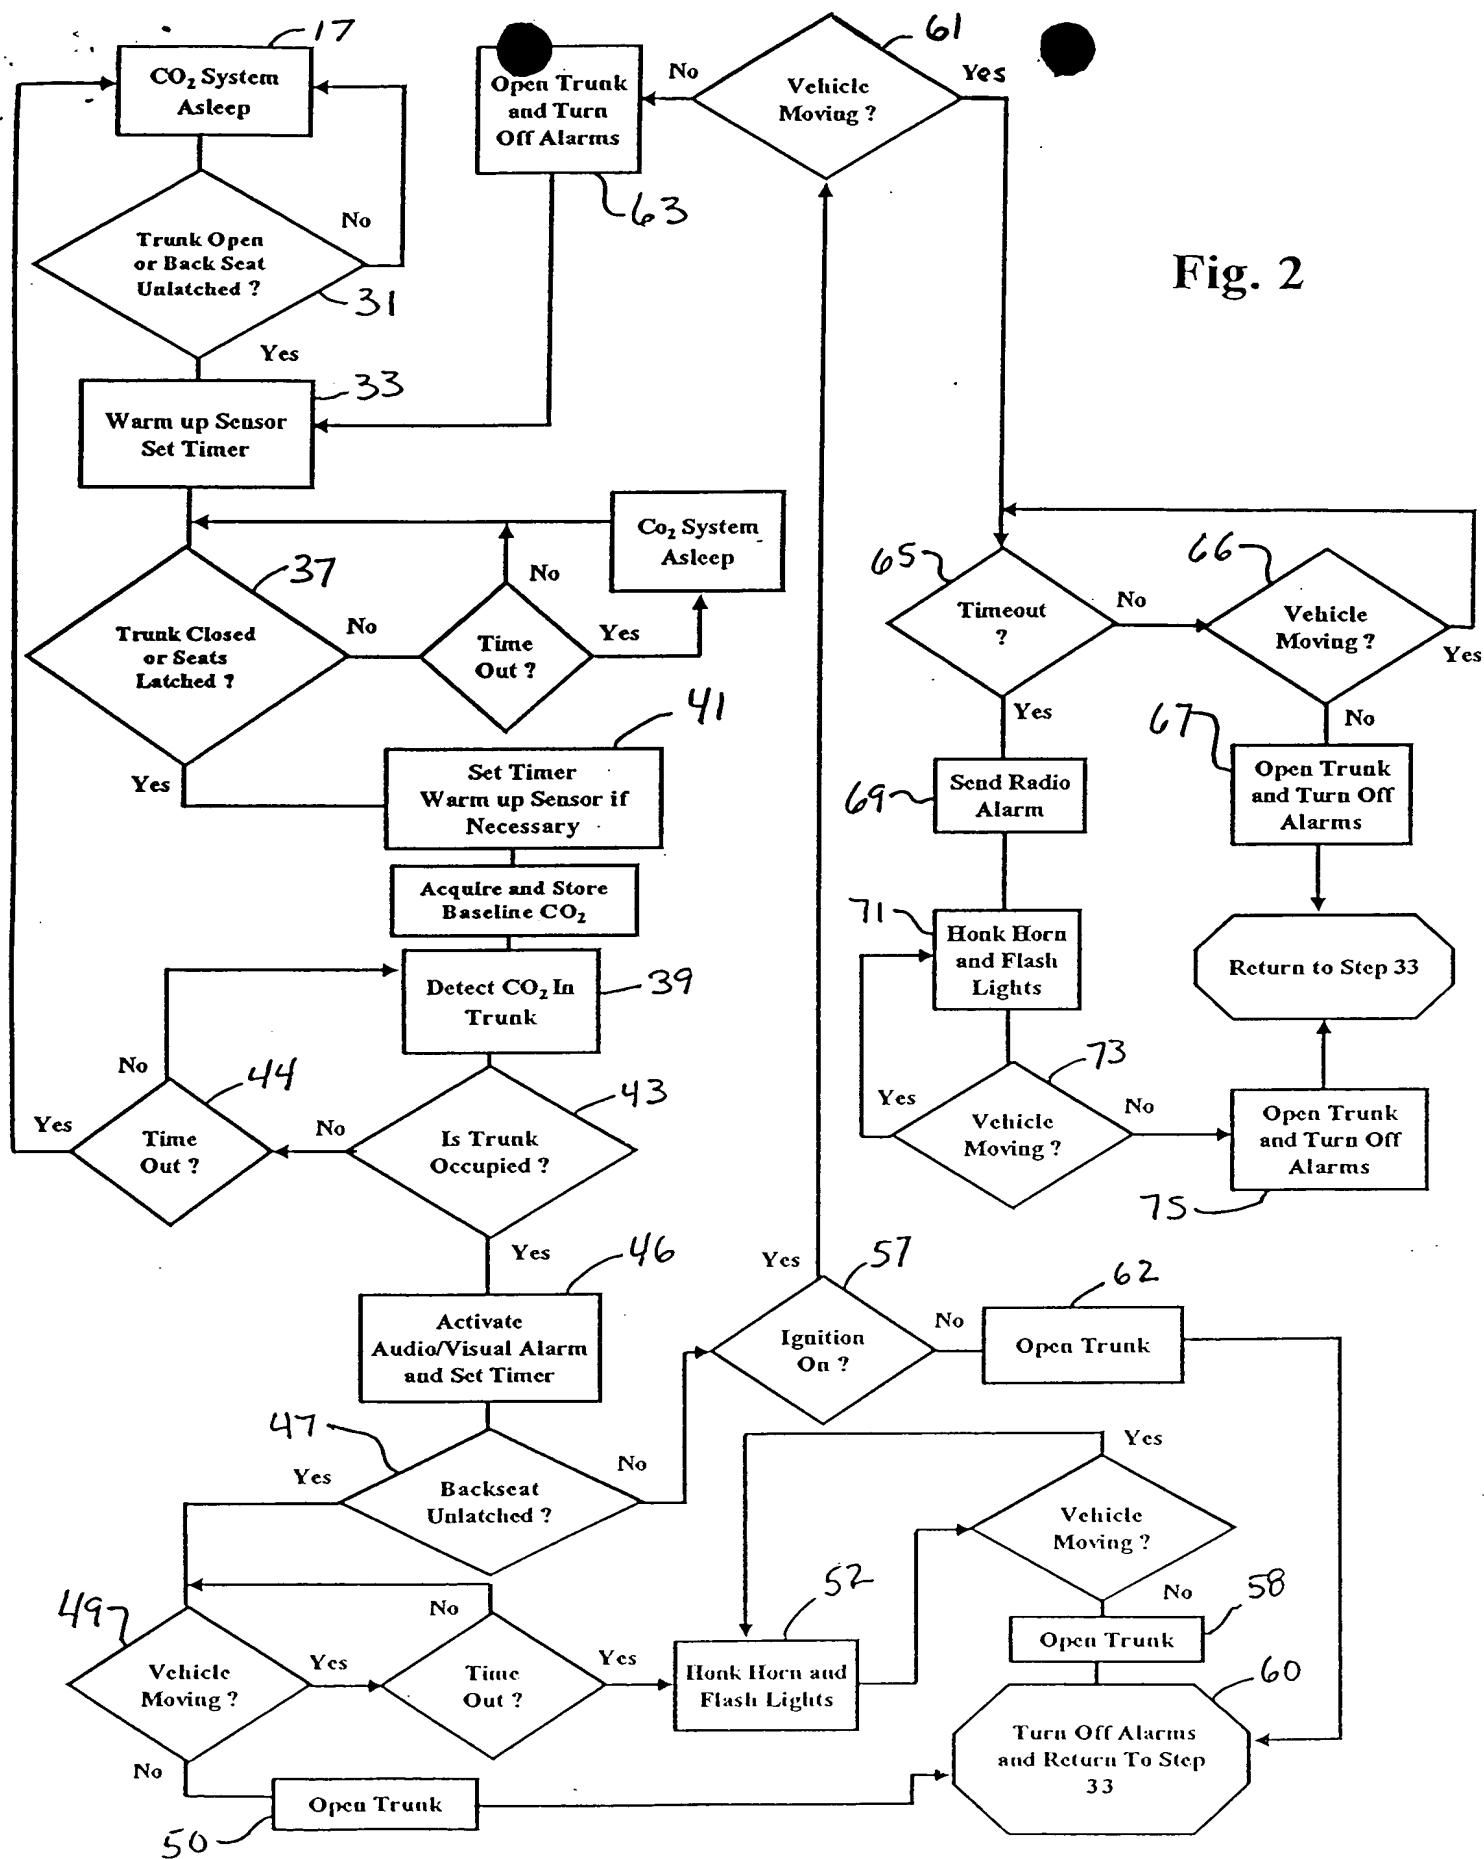 17
CO₂ System
Asleep
Trunk Open
or Back Seat
Unlatched ?
No
31
Yes
33
Warm up Sensor
Set Timer
Open Trunk
and Turn
Off Alarms
63
No
61
Vehicle
Moving ?
Yes
Fig. 2
Co₂ System
Asleep
37
Trunk Closed
or Seats
Latched ?
No
Time
Out ?
No
Yes
Yes
41
Set Timer
Warm up Sensor if
Necessary
Acquire and Store
Baseline CO₂
Detect CO₂ In
Trunk
39
No
44
Yes
Time
Out ?
No
43
Is Trunk
Occupied ?
Yes
46
Activate
Audio/Visual Alarm
and Set Timer
47
Yes
Backseat
Unlatched ?
No
65
Timeout
?
No
66
Vehicle
Moving ?
Yes
Yes
No
67
Open Trunk
and Turn Off
Alarms
69
Send Radio
Alarm
71
Honk Horn
and Flash
Lights
Return to Step 33
73
Yes
Vehicle
Moving ?
No
Open Trunk
and Turn Off
Alarms
75
Yes
57
Ignition
On ?
No
62
Open Trunk
Yes
Vehicle
Moving ?
No
58
Open Trunk
49
Vehicle
Moving ?
Yes
No
Time
Out ?
Yes
52
Honk Horn and
Flash Lights
60
Turn Off Alarms
and Return To Step
33
No
Open Trunk
50